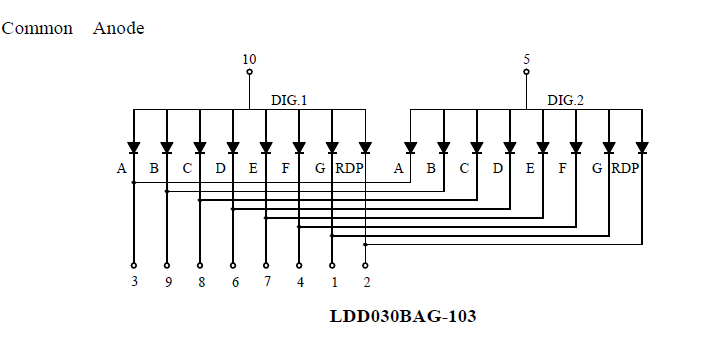 Common Anode
10 5
DIG.1 DIG.2
A B C D E F G RDP A B C D E F G RDP
3 9 8 6 7 4 1 2
LDD030BAG-103